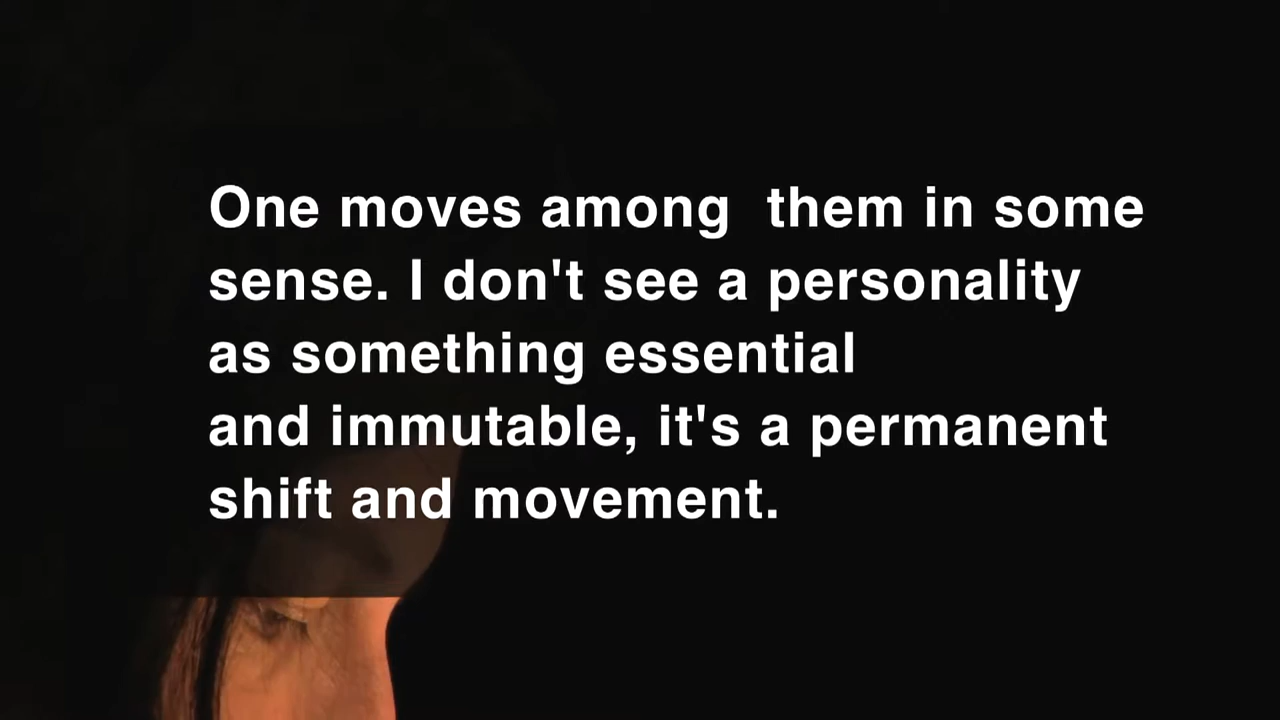 One moves among  them in some
sense. I don't see a personality
as something essential
and immutable, it's a permanent
shift and movement.